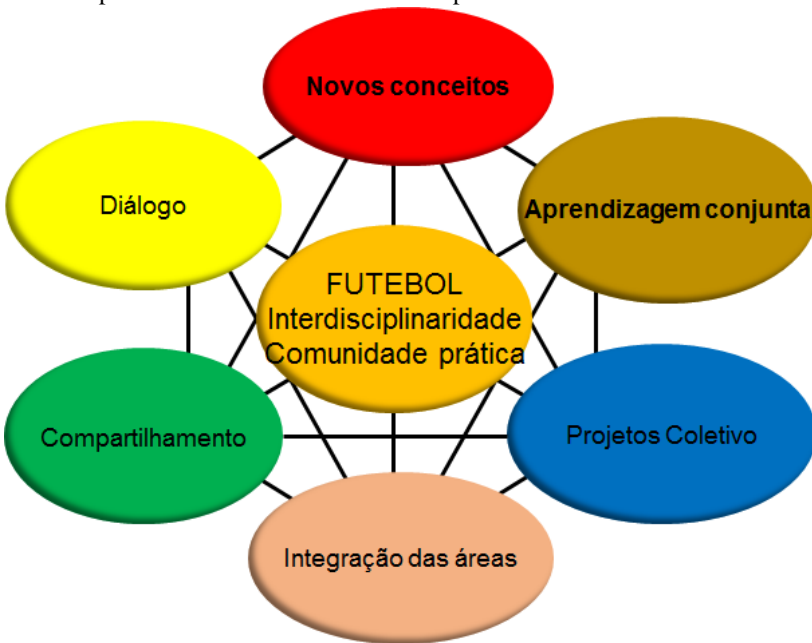 Novos conceitos
Diálogo
Aprendizagem conjunta
FUTEBOL
Interdisciplinaridade
Comunidade prática
Compartilhamento
Projetos Coletivo
Integração das áreas